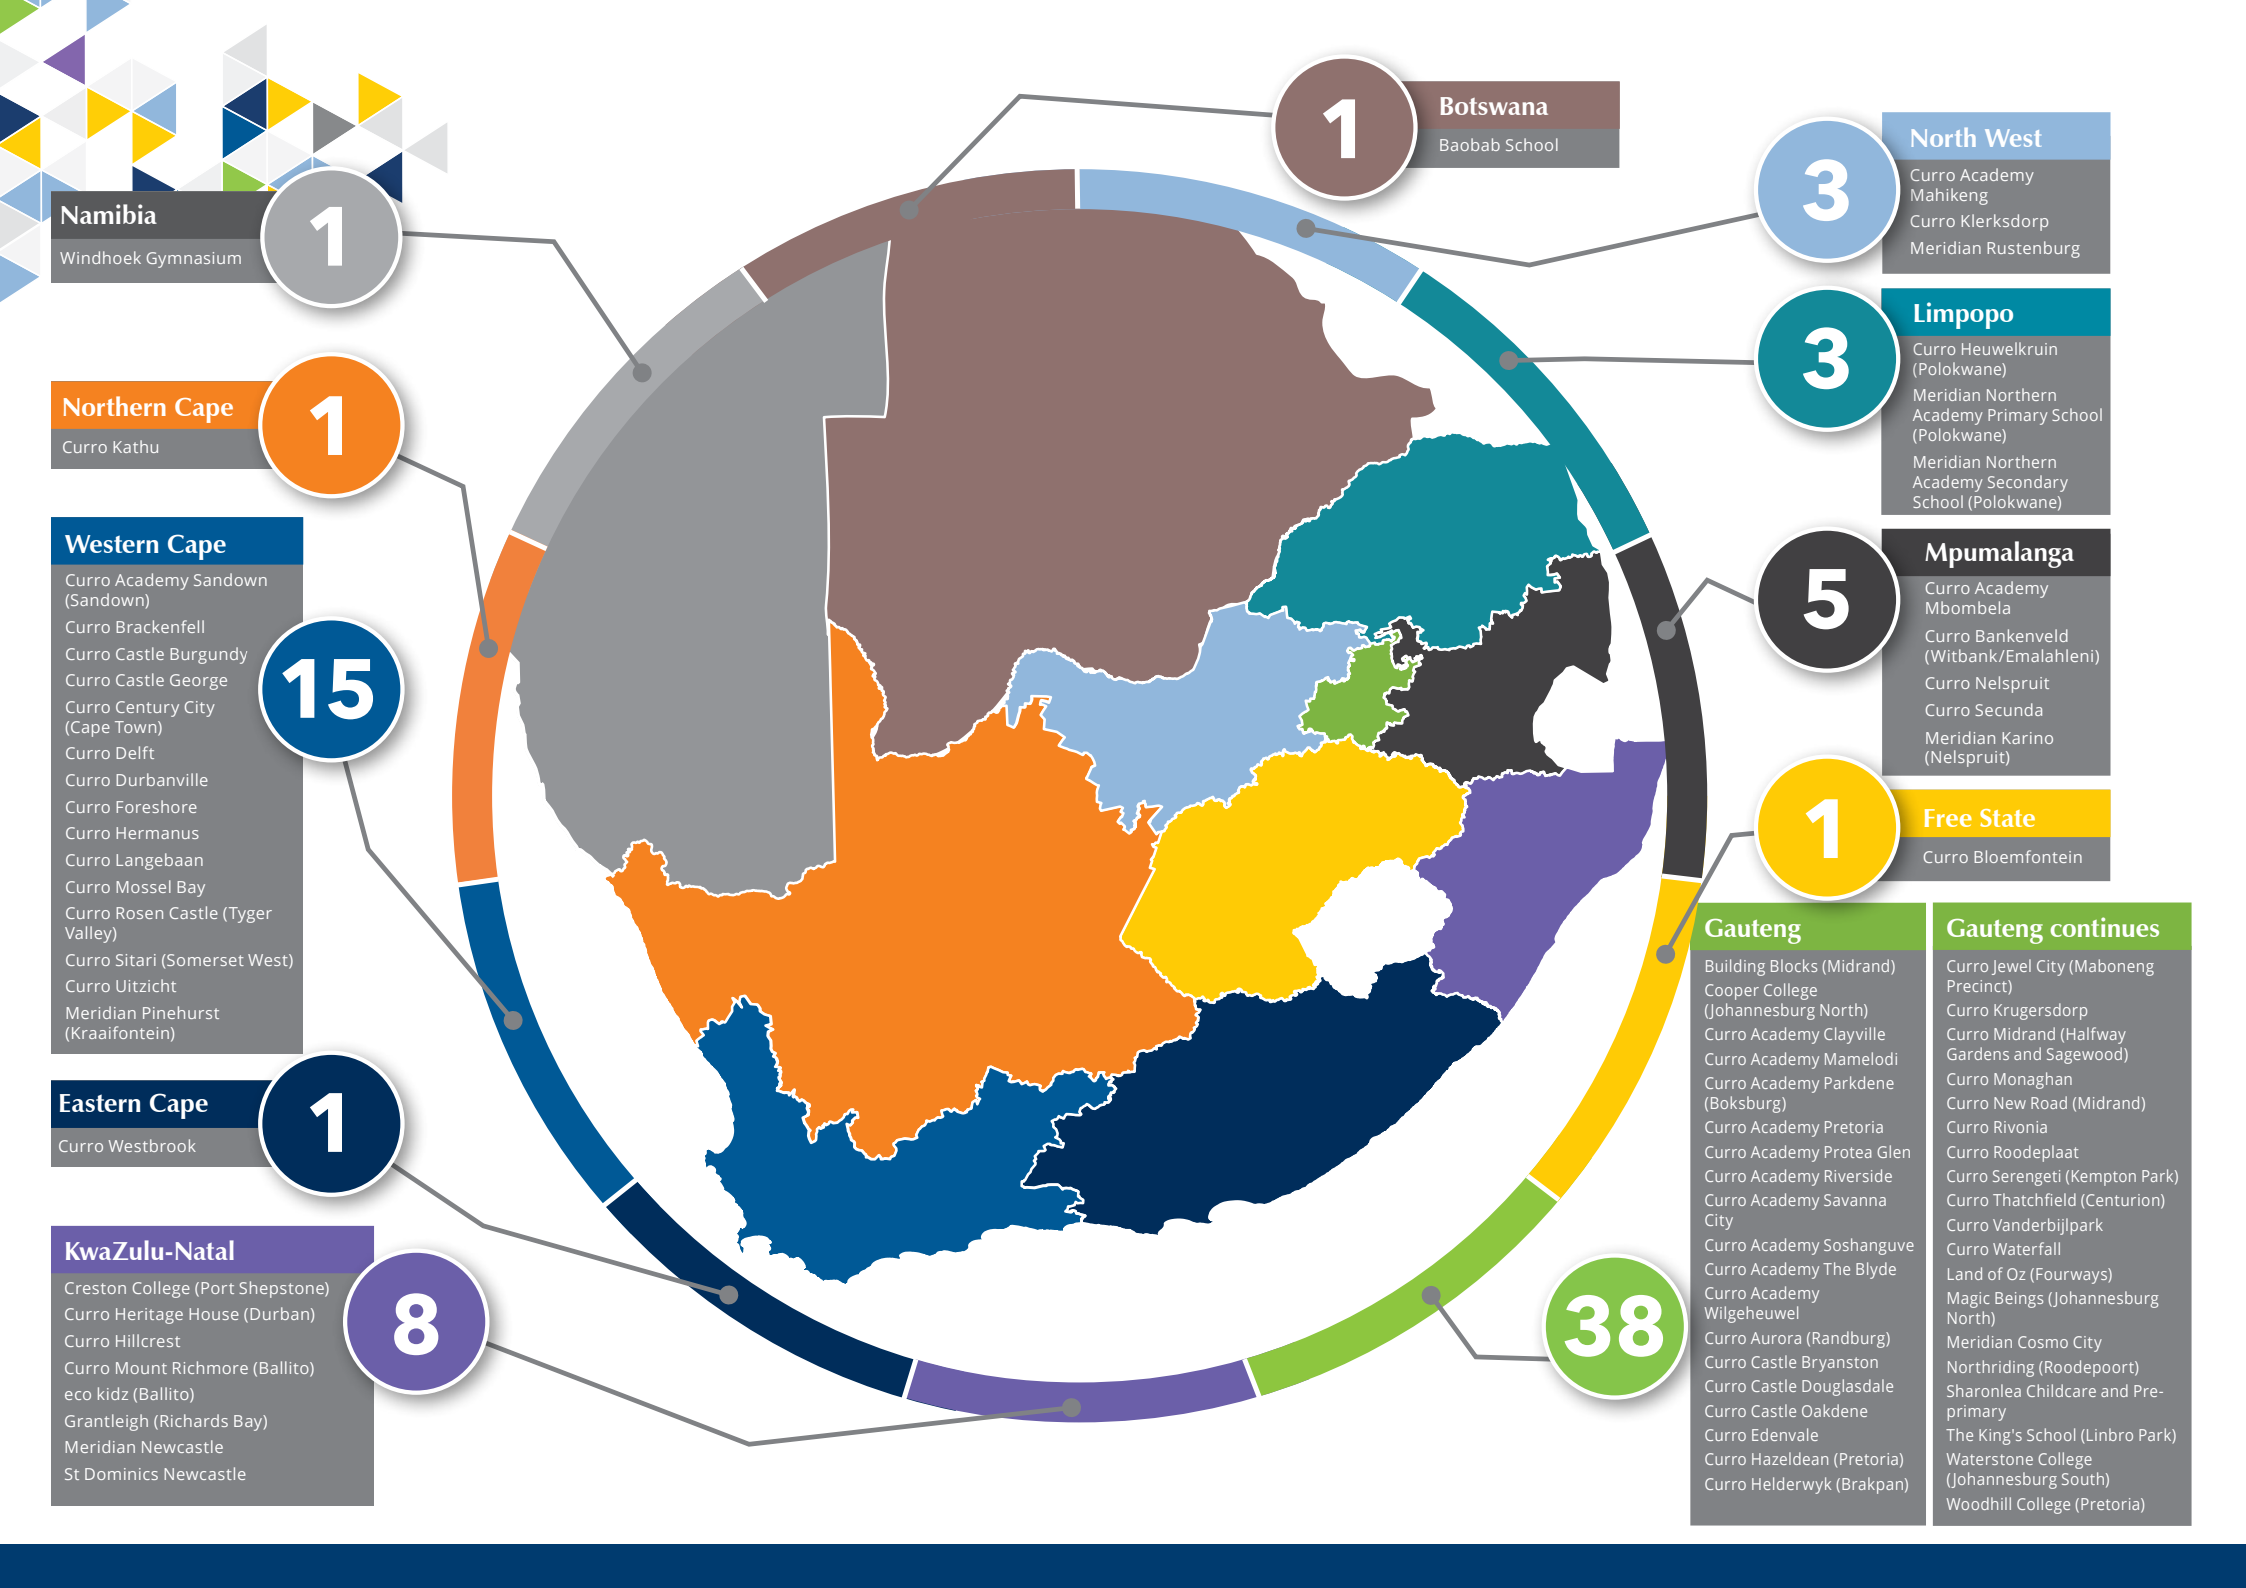 Namibia
Windhoek Gymnasium
1
Northern Cape
Curro Kathu
1
Western Cape
Curro Academy Sandown
(Sandown)
Curro Brackenfell
Curro Castle Burgundy
Curro Castle George
Curro Century City
(Cape Town)
Curro Delft
Curro Durbanville
Curro Foreshore
Curro Hermanus
Curro Langebaan
Curro Mossel Bay
Curro Rosen Castle (Tyger
Valley)
Curro Sitari (Somerset West)
Curro Uitzicht
Meridian Pinehurst
(Kraaifontein)
15
Eastern Cape
Curro Westbrook
1
KwaZulu-Natal
Creston College (Port Shepstone)
Curro Heritage House (Durban)
Curro Hillcrest
Curro Mount Richmore (Ballito)
eco kidz (Ballito)
Grantleigh (Richards Bay)
Meridian Newcastle
St Dominics Newcastle
8
1
Botswana
Baobab School
3
North West
Curro Academy
Mahikeng
Curro Klerksdorp
Meridian Rustenburg
3
Limpopo
Curro Heuwelkruin
(Polokwane)
Meridian Northern
Academy Primary School
(Polokwane)
Meridian Northern
Academy Secondary
School (Polokwane)
5
Mpumalanga
Curro Academy
Mbombela
Curro Bankenveld
(Witbank/Emalahleni)
Curro Nelspruit
Curro Secunda
Meridian Karino
(Nelspruit)
1
Free State
Curro Bloemfontein
38
Gauteng
Building Blocks (Midrand)
Cooper College
(Johannesburg North)
Curro Academy Clayville
Curro Academy Mamelodi
Curro Academy Parkdene
(Boksburg)
Curro Academy Pretoria
Curro Academy Protea Glen
Curro Academy Riverside
Curro Academy Savanna
City
Curro Academy Soshanguve
Curro Academy The Blyde
Curro Academy
Wilgeheuwel
Curro Aurora (Randburg)
Curro Castle Bryanston
Curro Castle Douglasdale
Curro Castle Oakdene
Curro Edenvale
Curro Hazeldean (Pretoria)
Curro Helderwyk (Brakpan)
Gauteng continues
Curro Jewel City (Maboneng
Precinct)
Curro Krugersdorp
Curro Midrand (Halfway
Gardens and Sagewood)
Curro Monaghan
Curro New Road (Midrand)
Curro Rivonia
Curro Roodeplaat
Curro Serengeti (Kempton Park)
Curro Thatchfield (Centurion)
Curro Vanderbijlpark
Curro Waterfall
Land of Oz (Fourways)
Magic Beings (Johannesburg
North)
Meridian Cosmo City
Northriding (Roodepoort)
Sharonlea Childcare and Pre-
primary
The King's School (Linbro Park)
Waterstone College
(Johannesburg South)
Woodhill College (Pretoria)